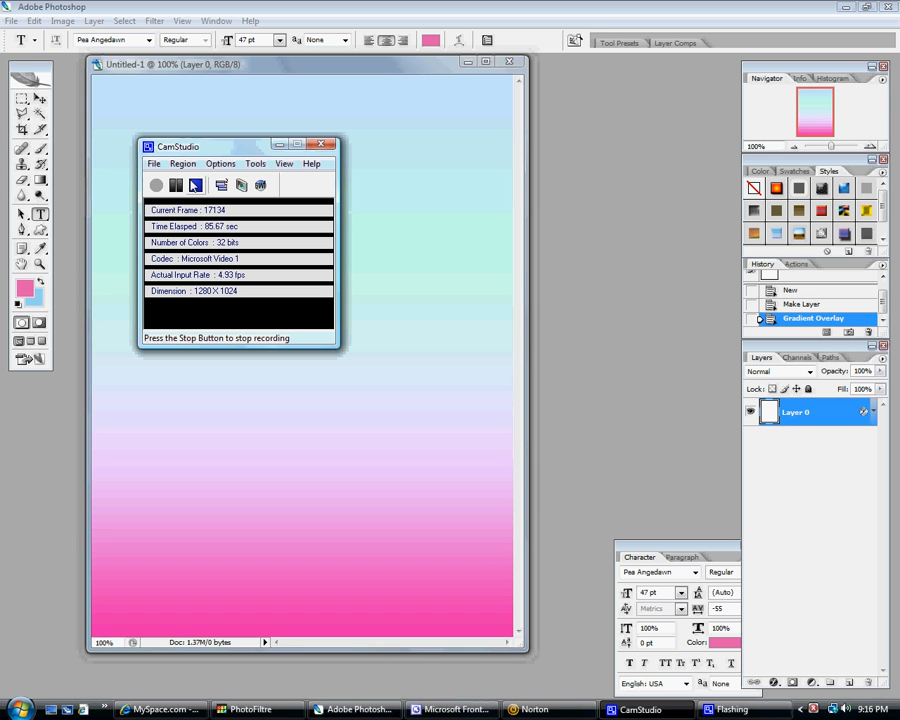 Adobe Photoshop
File Edit Image Layer Select Filter View Window Help
Pea Angedawn Regular 47 pt None Tool Presets Layer Comps
Untitled-1 @ 100% (Layer 0, RGB/8)
Navigator Info Histogram
100%
Color Swatches Styles
CamStudio
File Region Options Tools View Help
Current Frame : 17134
Time Elasped : 85.67 sec
Number of Colors : 32 bits
Codec : Microsoft Video 1
Actual Input Rate : 4.93 fps
Dimension : 1280 X 1024
Press the Stop Button to stop recording
History Actions
New
Make Layer
Gradient Overlay
Layers Channels Paths
Normal Opacity: 100%
Lock: Fill: 100%
Layer 0
Character Paragraph
Pea Angedawn Regular
47 pt (Auto)
Metrics -55
100% 100%
0 pt Color:
English: USA None
100% Doc: 1.37M/0 bytes
MySpace.com - ... PhotoFiltre Adobe Photosh... Microsoft Front... Norton CamStudio Flashing 9:16 PM